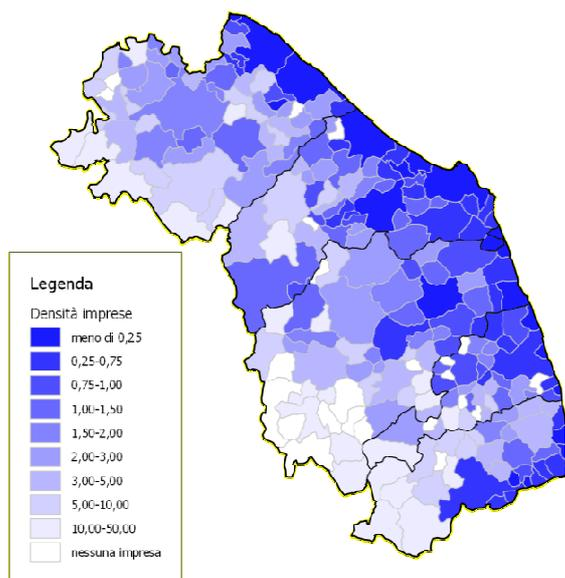 Legenda
Densità imprese
meno di 0,25
0,25-0,75
0,75-1,00
1,00-1,50
1,50-2,00
2,00-3,00
3,00-5,00
5,00-10,00
10,00-50,00
nessuna impresa